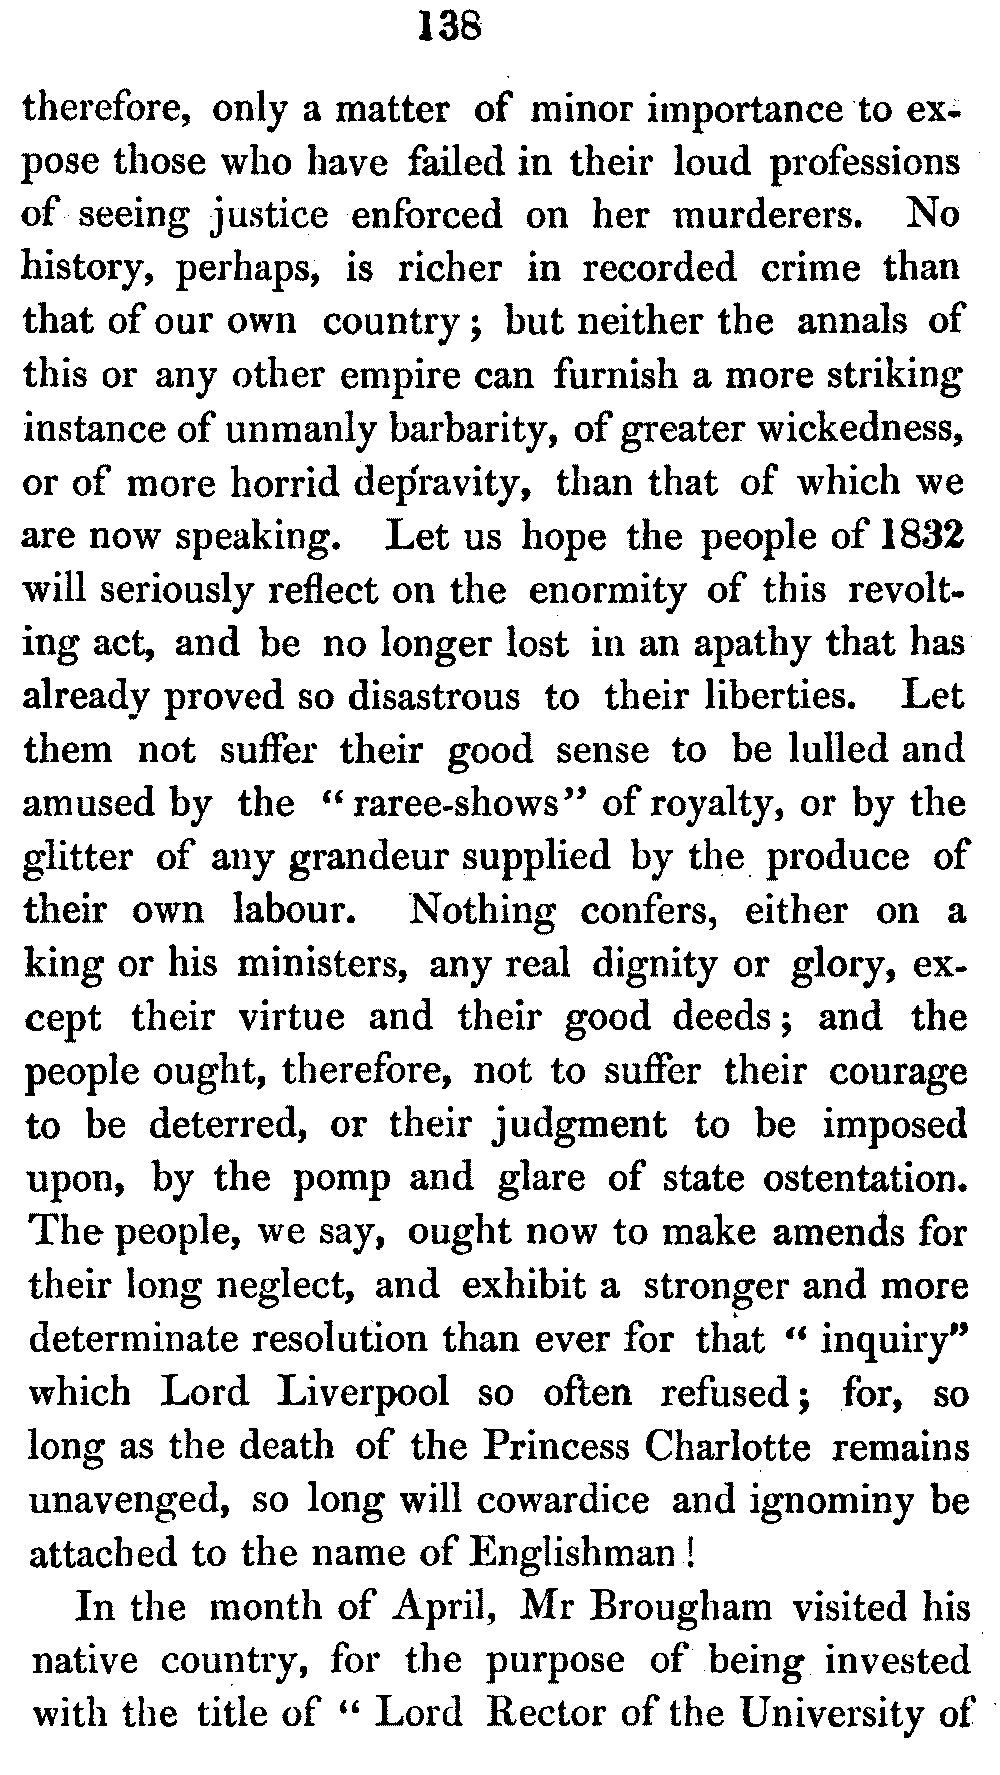 138
therefore, only a matter of minor importance to ex-
pose those who have failed in their loud professions
of seeing justice enforced on her murderers. No
history, perhaps, is richer in recorded crime than
that of our own country; but neither the annals of
this or any other empire can furnish a more striking
instance of unmanly barbarity, of greater wickedness,
or of more horrid depravity, than that of which we
are now speaking. Let us hope the people of 1832
will seriously reflect on the enormity of this revolt-
ing act, and be no longer lost in an apathy that has
already proved so disastrous to their liberties. Let
them not suffer their good sense to be lulled and
amused by the "raree-shows" of royalty, or by the
glitter of any grandeur supplied by the produce of
their own labour. Nothing confers, either on a
king or his ministers, any real dignity or glory, ex-
cept their virtue and their good deeds; and the
people ought, therefore, not to suffer their courage
to be deterred, or their judgment to be imposed
upon, by the pomp and glare of state ostentation.
The people, we say, ought now to make amends for
their long neglect, and exhibit a stronger and more
determinate resolution than ever for that "inquiry"
which Lord Liverpool so often refused; for, so
long as the death of the Princess Charlotte remains
unavenged, so long will cowardice and ignominy be
attached to the name of Englishman!
In the month of April, Mr Brougham visited his
native country, for the purpose of being invested
with the title of "Lord Rector of the University of